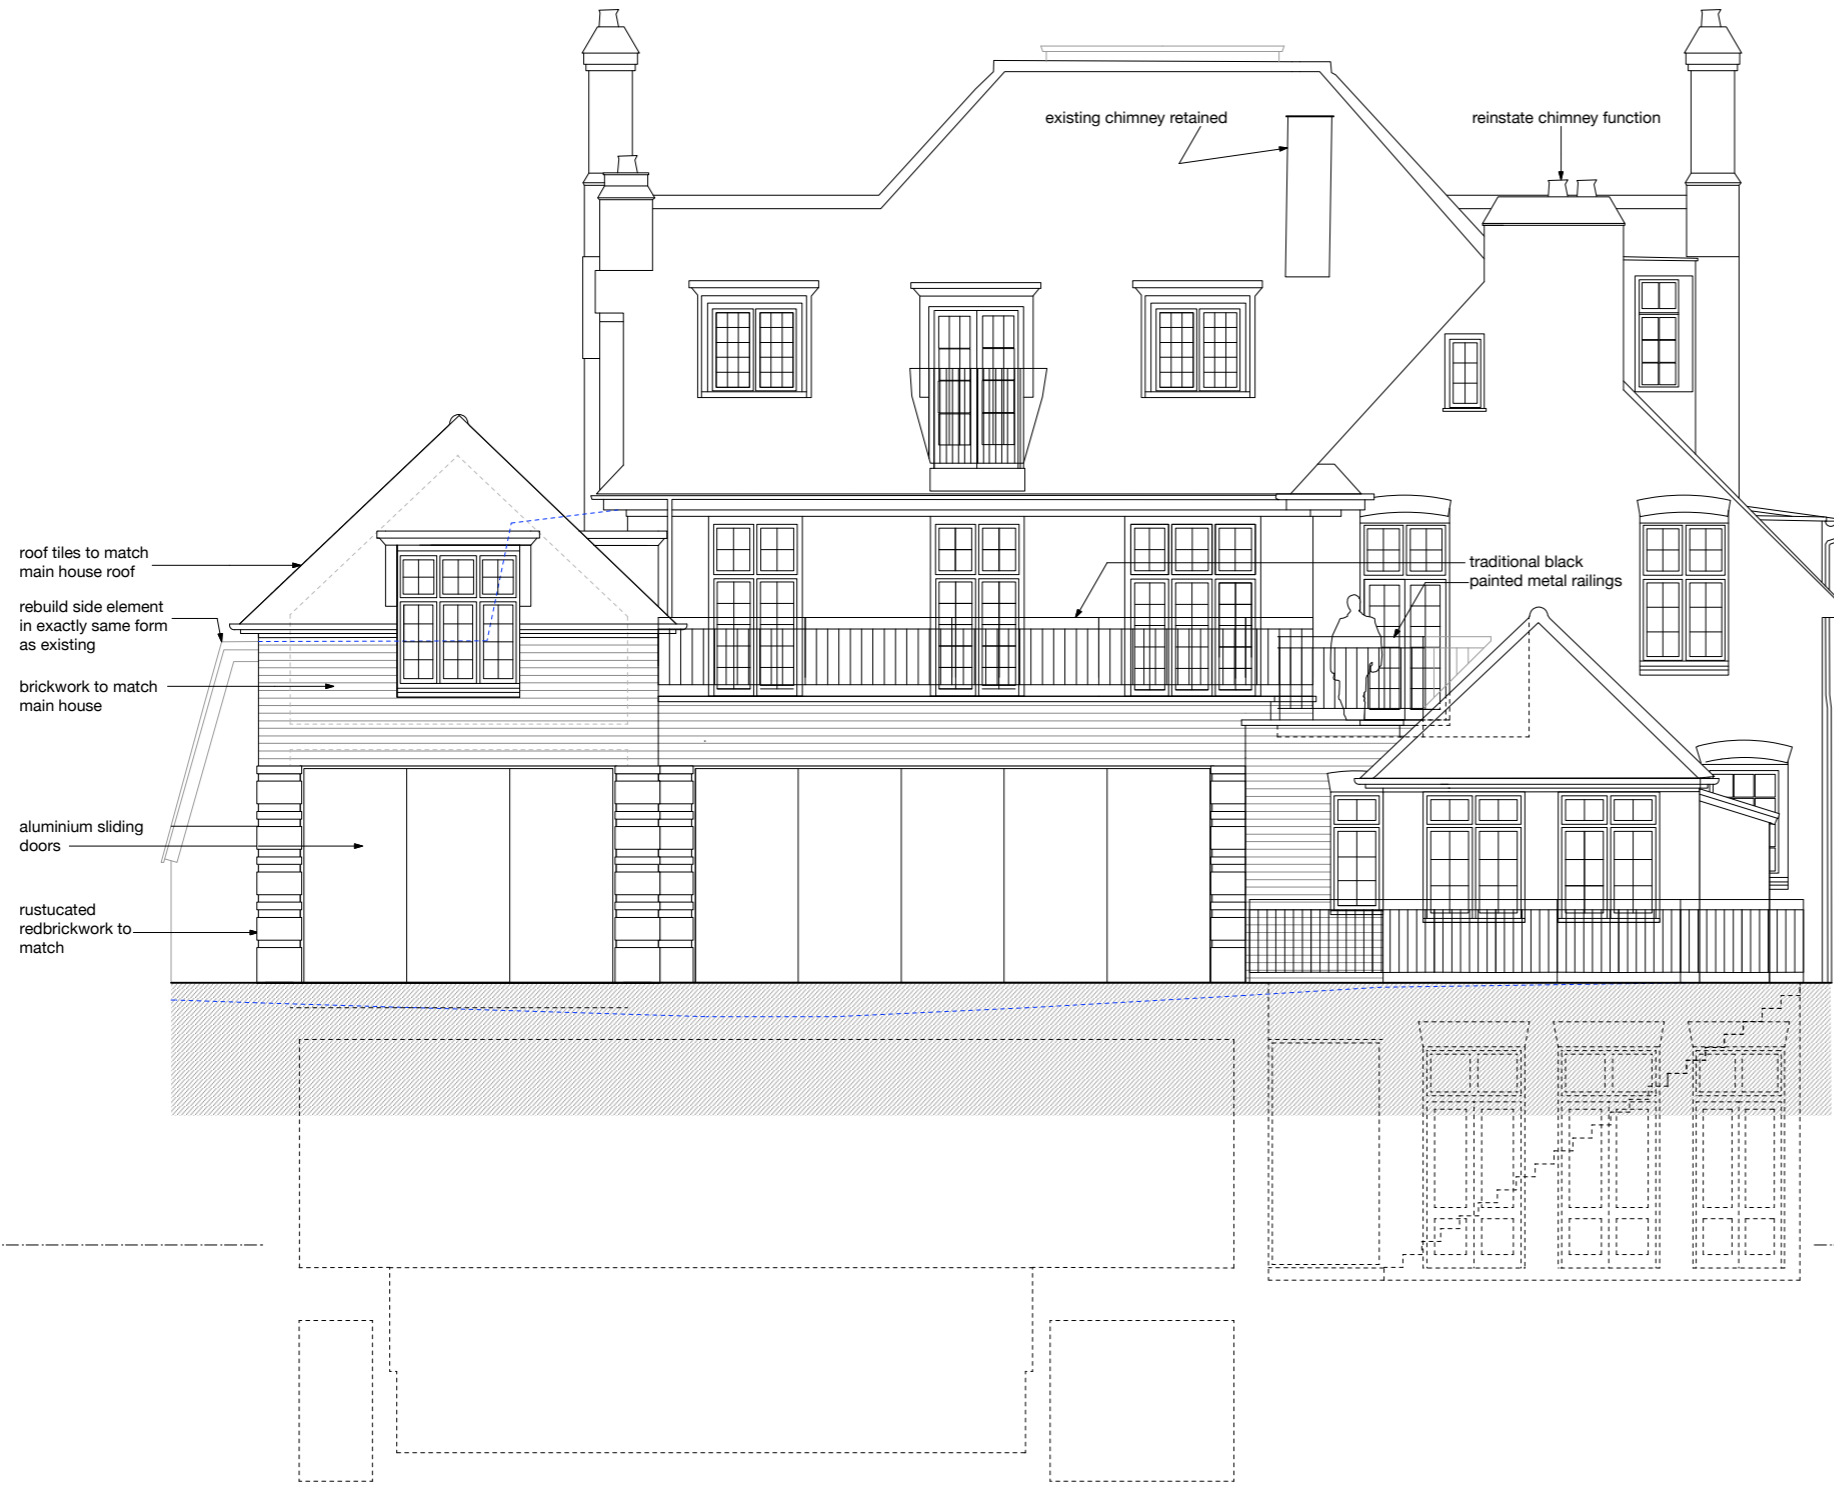 existing chimney retained
reinstate chimney function
roof tiles to match
main house roof
rebuild side element
in exactly same form
as existing
traditional black
painted metal railings
brickwork to match
main house
aluminium sliding
doors
rustucated
redbrickwork to
match